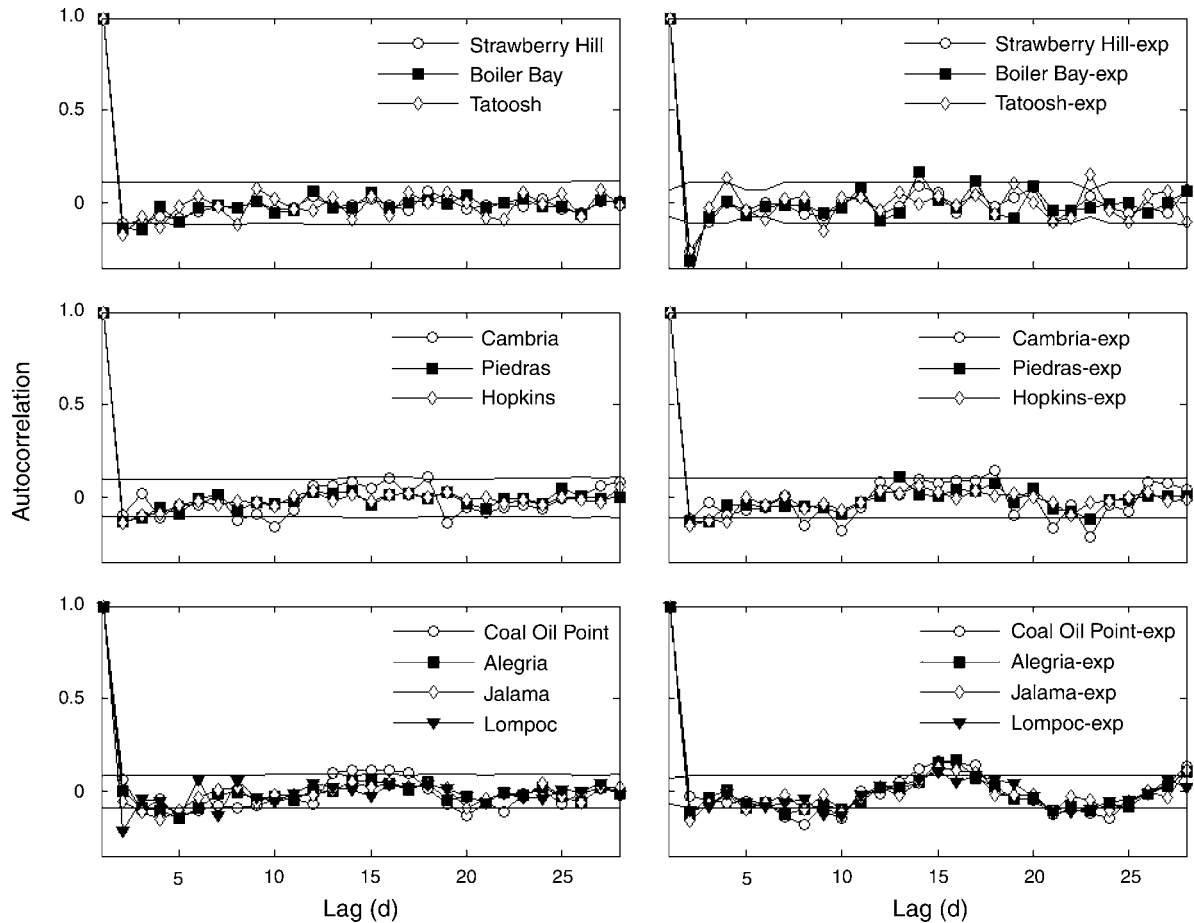 1.0
0.5
0
Strawberry Hill
Boiler Bay
Tatoosh
Strawberry Hill-exp
Boiler Bay-exp
Tatoosh-exp
Autocorrelation
1.0
0.5
0
Cambria
Piedras
Hopkins
Cambria-exp
Piedras-exp
Hopkins-exp
1.0
0.5
0
Coal Oil Point
Alegria
Jalama
Lompoc
Coal Oil Point-exp
Alegria-exp
Jalama-exp
Lompoc-exp
5 10 15 20 25
5 10 15 20 25
Lag (d)
Lag (d)